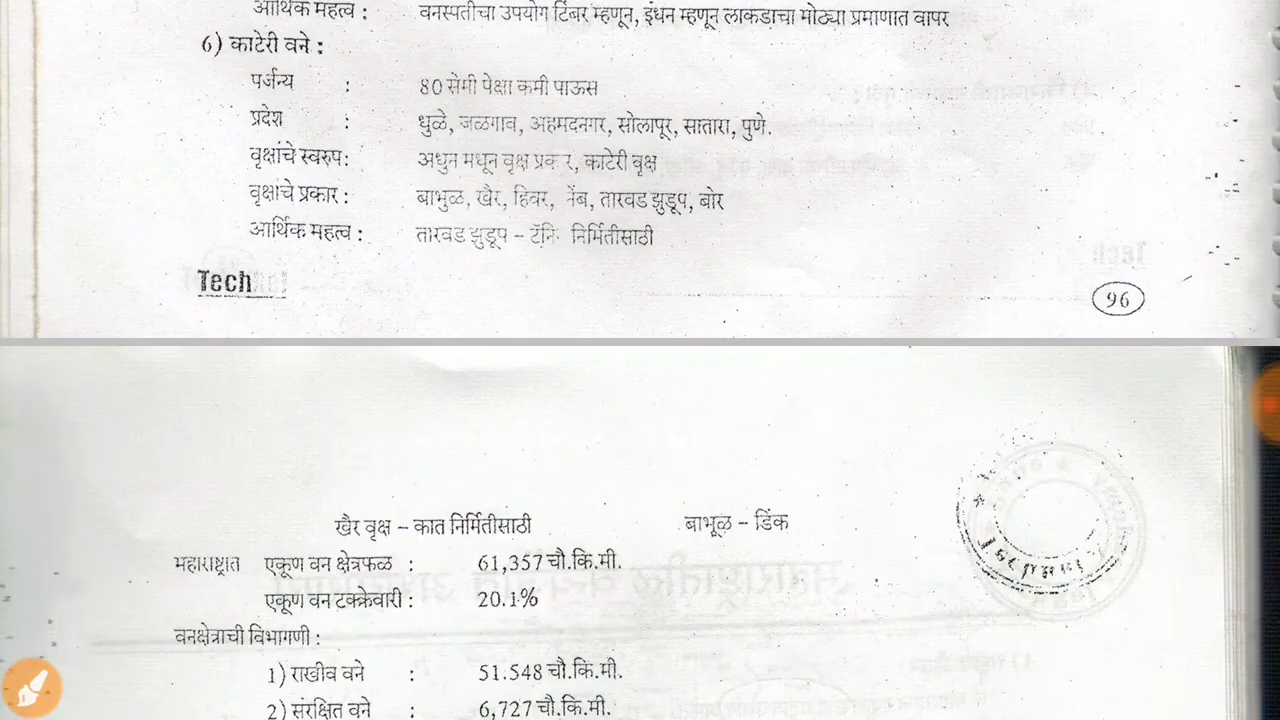 आर्थिक महत्व : वनस्पतीचा उपयोग टिंबर म्हणून, इंधन म्हणून लाकडाचा मोठ्या प्रमाणात वापर
6) काटेरी वने :
पर्जन्य : 80 सेमी पेक्षा कमी पाऊस
प्रदेश : धुळे, जळगाव, अहमदनगर, सोलापूर, सातारा, पुणे.
वृक्षांचे स्वरुप: अधुन मधून वृक्ष प्रकार, काटेरी वृक्ष
वृक्षांचे प्रकार : बाभुळ, खैर, हिवर, तारवड झुडूप, बोर
आर्थिक महत्व : तारवड झुडूप – निर्मितीसाठी
Tech
96
खैर वृक्ष – कात निर्मितीसाठी बाभूळ – डिंक
महाराष्ट्रात एकूण वन क्षेत्रफळ : 61,357 चौ.कि.मी.
एकूण वन टक्केवारी : 20.1%
वनक्षेत्राची विभागणी :
1) राखीव वने : 51.548 चौ.कि.मी.
2) संरक्षित वने : 6,727 चौ.कि.मी.